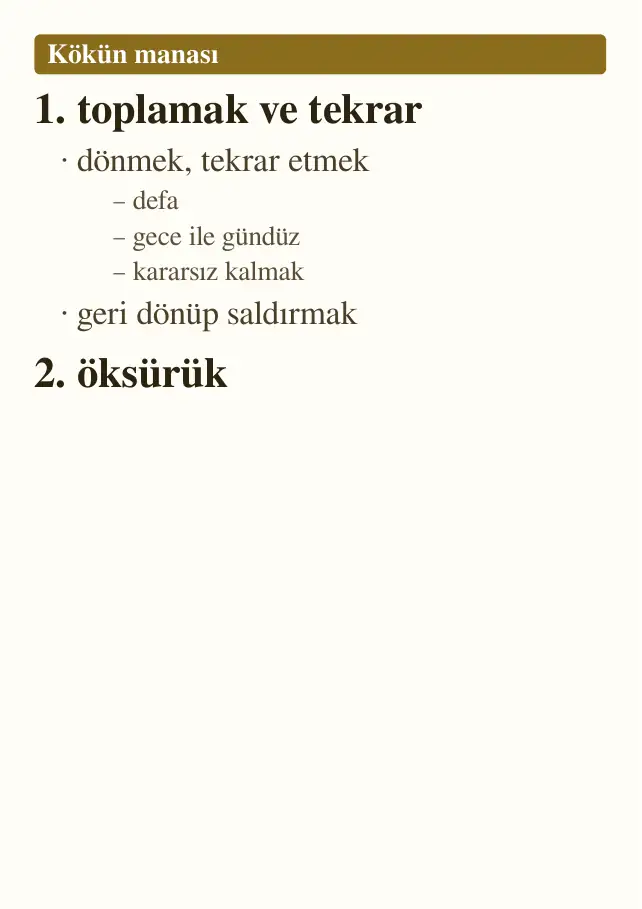 Kökün manası
1. toplamak ve tekrar
· dönmek, tekrar etmek
– defa
– gece ile gündüz
– kararsız kalmak
· geri dönüp saldırmak
2. öksürük